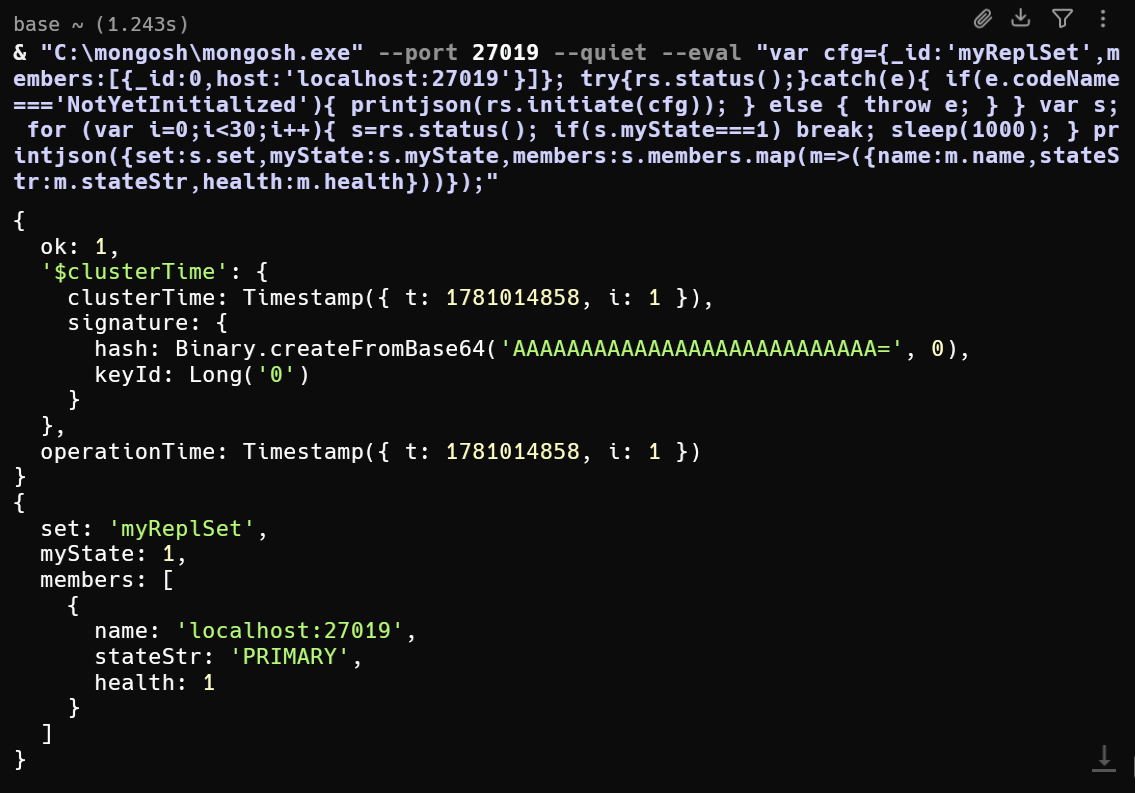 base ~ (1.243s)
& "C:\mongosh\mongosh.exe" --port 27019 --quiet --eval "var cfg={_id:'myReplSet',m
embers:[{_id:0,host:'localhost:27019'}]}; try{rs.status();}catch(e){ if(e.codeName
==='NotYetInitialized'){ printjson(rs.initiate(cfg)); } else { throw e; } } var s;
 for (var i=0;i<30;i++){ s=rs.status(); if(s.myState===1) break; sleep(1000); } pr
intjson({set:s.set,myState:s.myState,members:s.members.map(m=>({name:m.name,stateS
tr:m.stateStr,health:m.health}))});"
{
  ok: 1,
  '$clusterTime': {
    clusterTime: Timestamp({ t: 1781014858, i: 1 }),
    signature: {
      hash: Binary.createFromBase64('AAAAAAAAAAAAAAAAAAAAAAAAAAA=', 0),
      keyId: Long('0')
    }
  },
  operationTime: Timestamp({ t: 1781014858, i: 1 })
}
{
  set: 'myReplSet',
  myState: 1,
  members: [
    {
      name: 'localhost:27019',
      stateStr: 'PRIMARY',
      health: 1
    }
  ]
}